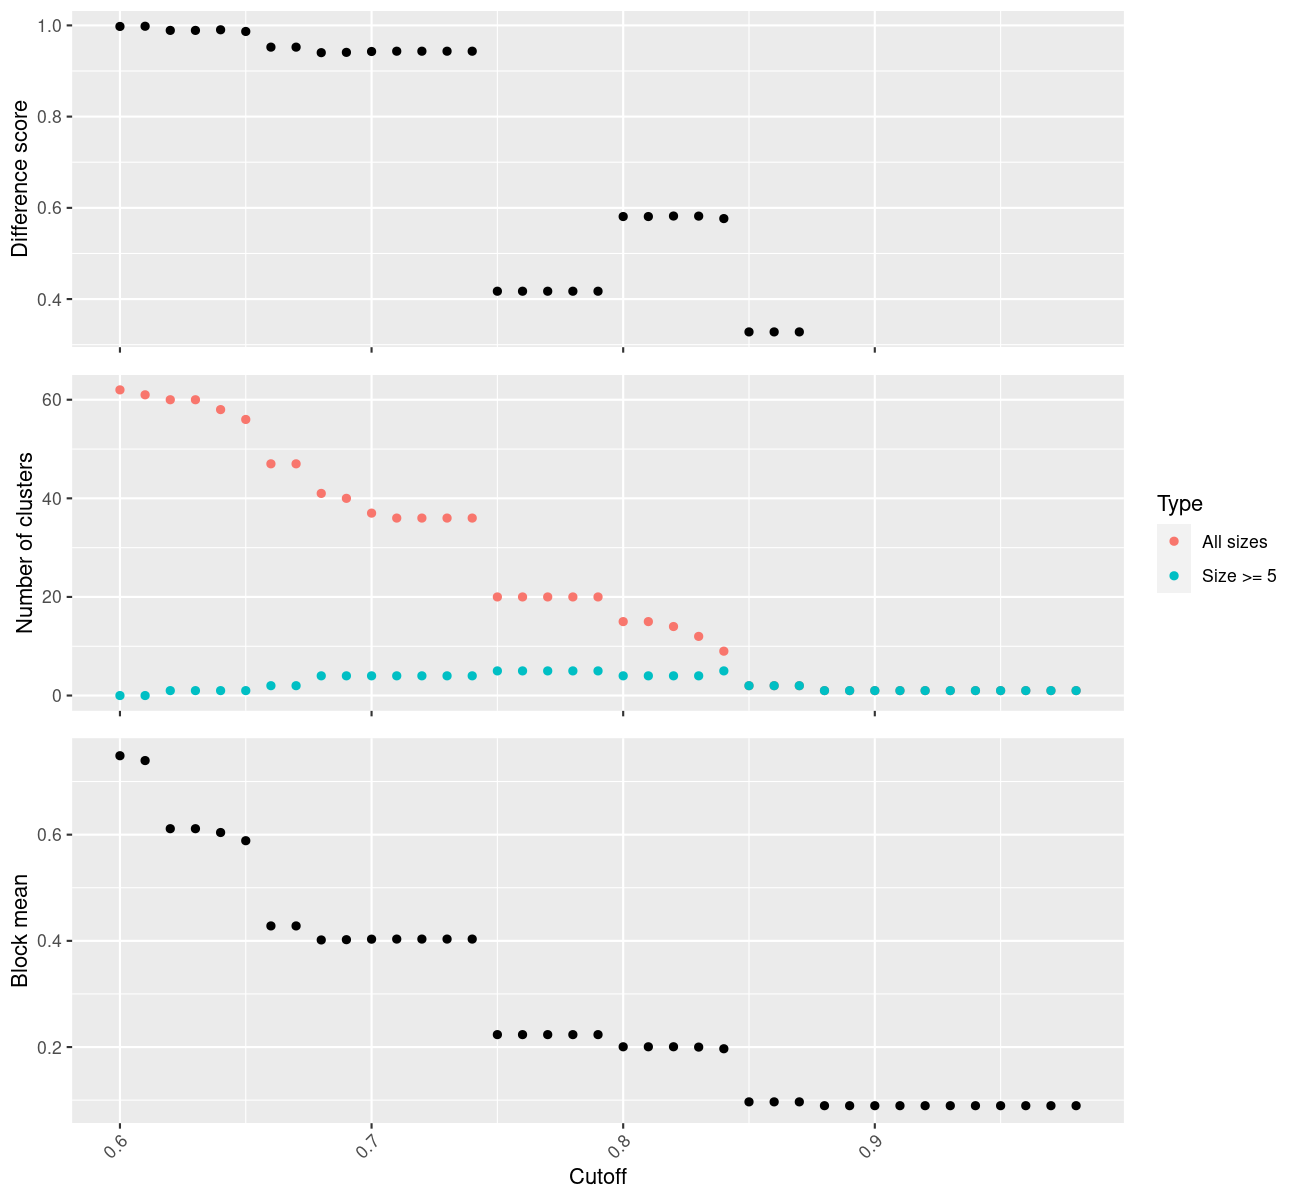 Difference score
1.0
0.8
0.6
0.4
Number of clusters
60
40
20
0
Type
All sizes
Size >= 5
Block mean
0.6
0.4
0.2
0.6
0.7
0.8
0.9
Cutoff